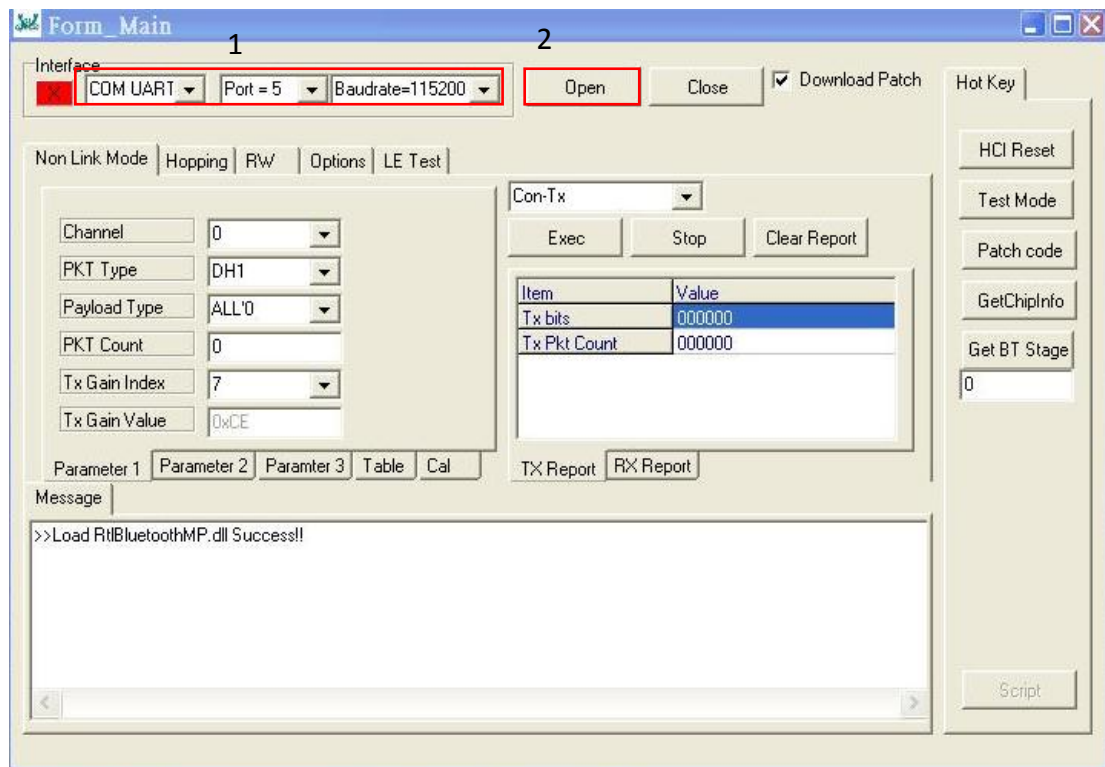 Form_Main
1 2
Interface
X COM UART Port = 5 Baudrate=115200 Open Close Download Patch Hot Key
Non Link Mode Hopping RW Options LE Test HCI Reset
Con-Tx Test Mode
Channel 0 Exec Stop Clear Report Patch code
PKT Type DH1
Payload Type ALL'0 Item Value GetChipInfo
Tx bits 000000
PKT Count 0 Tx Pkt Count 000000 Get BT Stage
Tx Gain Index 7 0
Tx Gain Value 0xCE
Parameter 1 Parameter 2 Paramter 3 Table Cal TX Report RX Report
Message
>>Load RtlBluetoothMP.dll Success!!
Script